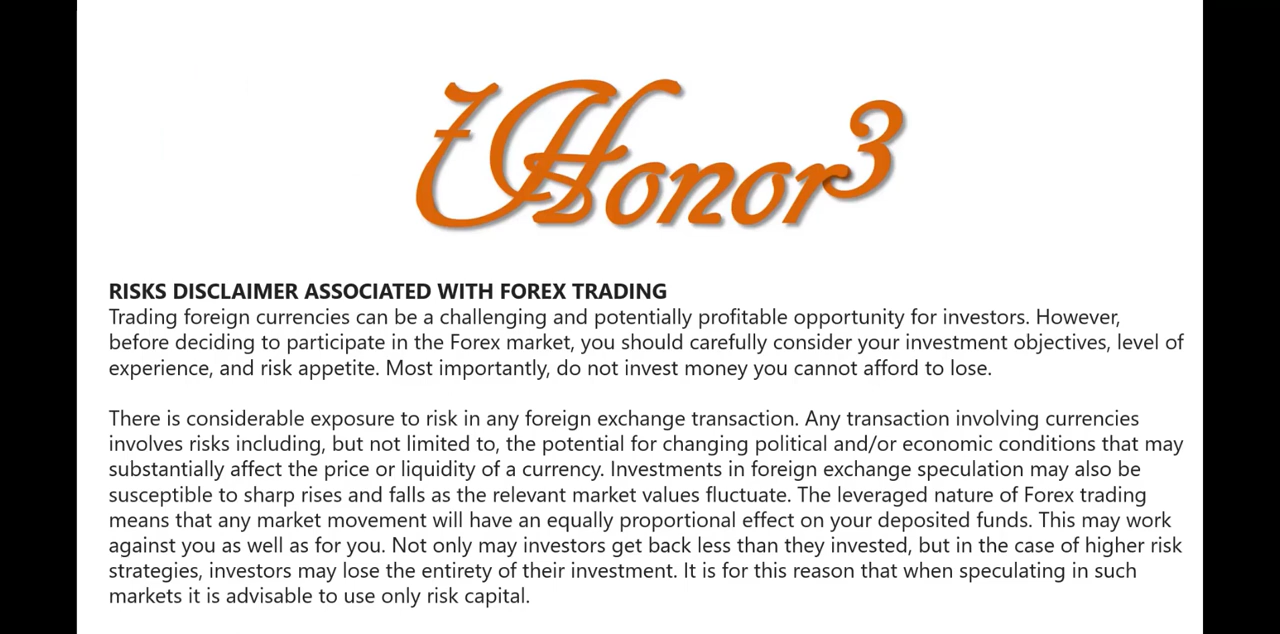 Honor³
RISKS DISCLAIMER ASSOCIATED WITH FOREX TRADING
Trading foreign currencies can be a challenging and potentially profitable opportunity for investors. However,
before deciding to participate in the Forex market, you should carefully consider your investment objectives, level of
experience, and risk appetite. Most importantly, do not invest money you cannot afford to lose.
There is considerable exposure to risk in any foreign exchange transaction. Any transaction involving currencies
involves risks including, but not limited to, the potential for changing political and/or economic conditions that may
substantially affect the price or liquidity of a currency. Investments in foreign exchange speculation may also be
susceptible to sharp rises and falls as the relevant market values fluctuate. The leveraged nature of Forex trading
means that any market movement will have an equally proportional effect on your deposited funds. This may work
against you as well as for you. Not only may investors get back less than they invested, but in the case of higher risk
strategies, investors may lose the entirety of their investment. It is for this reason that when speculating in such
markets it is advisable to use only risk capital.